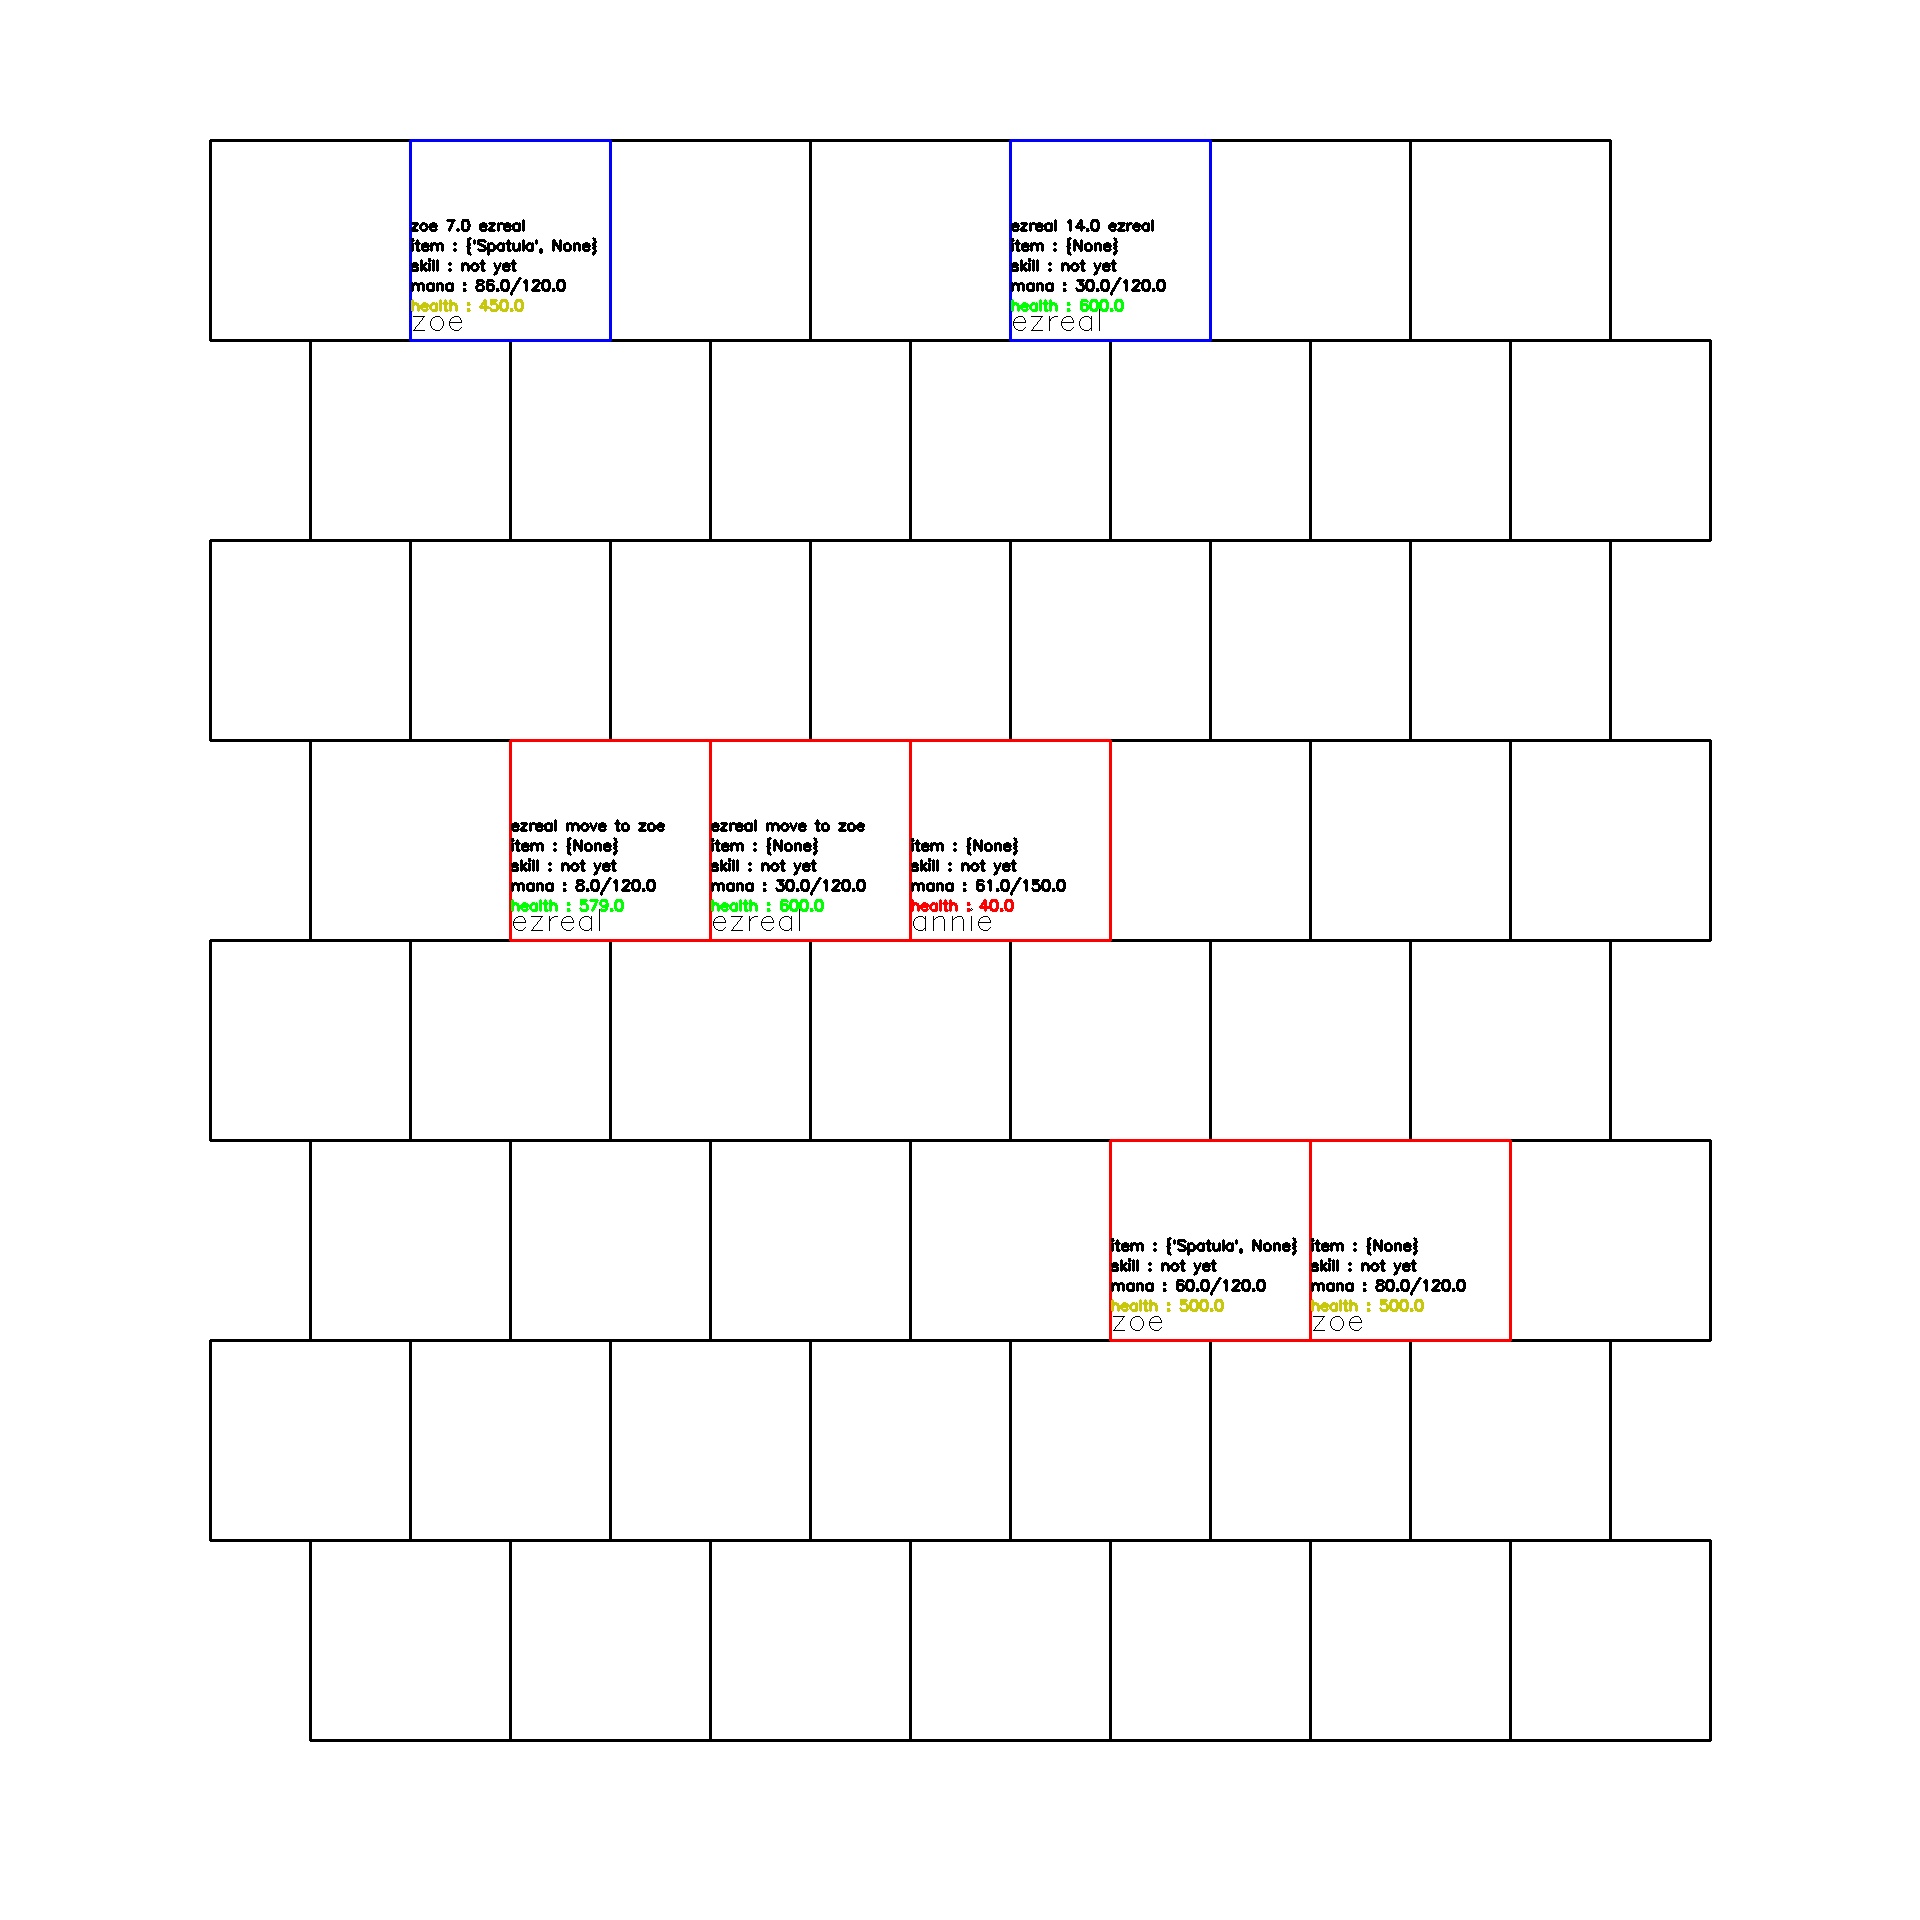 zoe 7.0 ezreal
item : {'Spatula', None}
skill : not yet
mana : 86.0/120.0
health : 450.0
zoe
ezreal 14.0 ezreal
item : {None}
skill : not yet
mana : 30.0/120.0
health : 600.0
ezreal
ezreal move to zoe
item : {None}
skill : not yet
mana : 8.0/120.0
health : 579.0
ezreal
ezreal move to zoe
item : {None}
skill : not yet
mana : 30.0/120.0
health : 600.0
ezreal
item : {None}
skill : not yet
mana : 61.0/150.0
health : 40.0
annie
item : {'Spatula', None}
skill : not yet
mana : 60.0/120.0
health : 500.0
zoe
item : {None}
skill : not yet
mana : 80.0/120.0
health : 500.0
zoe